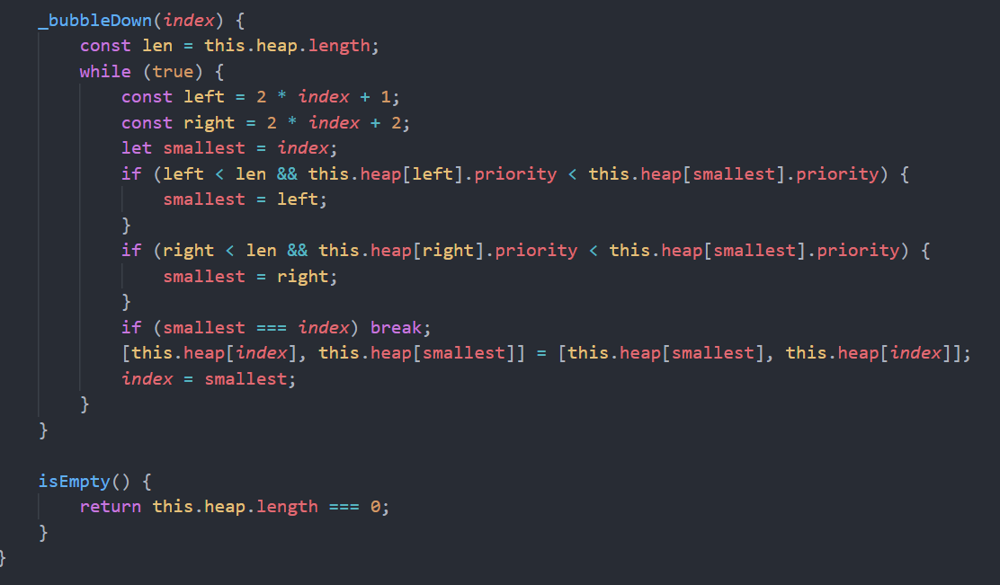 _bubbleDown(index) {
    const len = this.heap.length;
    while (true) {
        const left = 2 * index + 1;
        const right = 2 * index + 2;
        let smallest = index;
        if (left < len && this.heap[left].priority < this.heap[smallest].priority) {
            smallest = left;
        }
        if (right < len && this.heap[right].priority < this.heap[smallest].priority) {
            smallest = right;
        }
        if (smallest === index) break;
        [this.heap[index], this.heap[smallest]] = [this.heap[smallest], this.heap[index]];
        index = smallest;
    }
}

isEmpty() {
    return this.heap.length === 0;
}
}